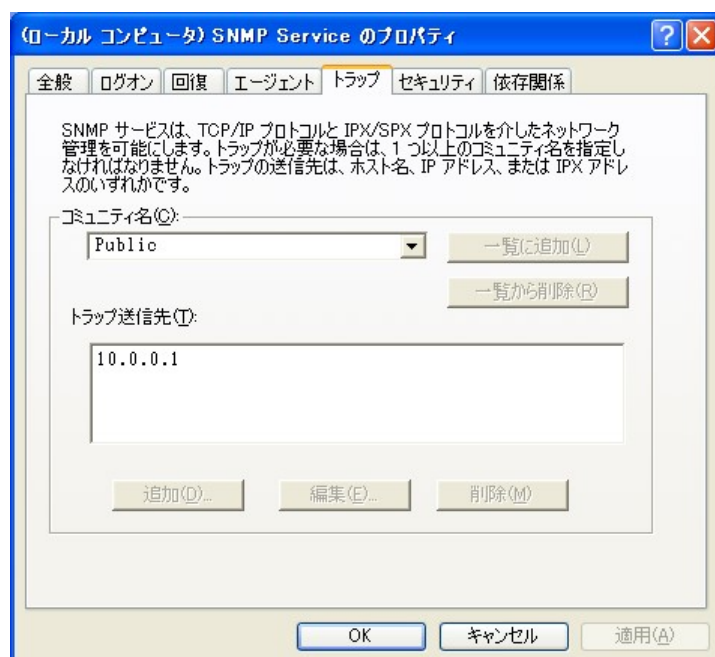 (ローカル コンピュータ) SNMP Service のプロパティ
全般 ログオン 回復 エージェント トラップ セキュリティ 依存関係
SNMP サービスは、TCP/IP プロトコルと IPX/SPX プロトコルを介したネットワーク
管理を可能にします。トラップが必要な場合は、1 つ以上のコミュニティ名を指定し
なければなりません。トラップの送信先は、ホスト名、IP アドレス、または IPX アドレ
スのいずれかです。
コミュニティ名(C):
Public
一覧に追加(L)
一覧から削除(R)
トラップ送信先(T):
10.0.0.1
追加(D)... 編集(E)... 削除(M)
OK キャンセル 適用(A)